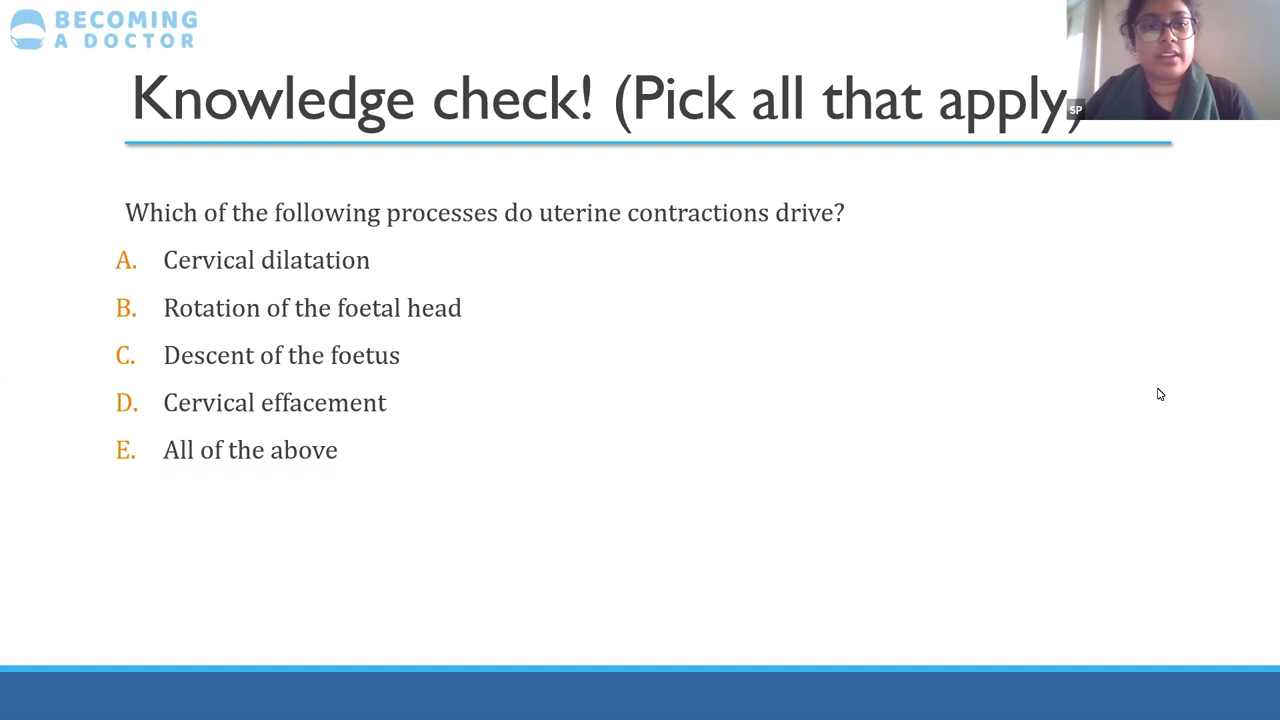 BECOMING
A DOCTOR
Knowledge check! (Pick all that apply)
SP
Which of the following processes do uterine contractions drive?
A. Cervical dilatation
B. Rotation of the foetal head
C. Descent of the foetus
D. Cervical effacement
E. All of the above